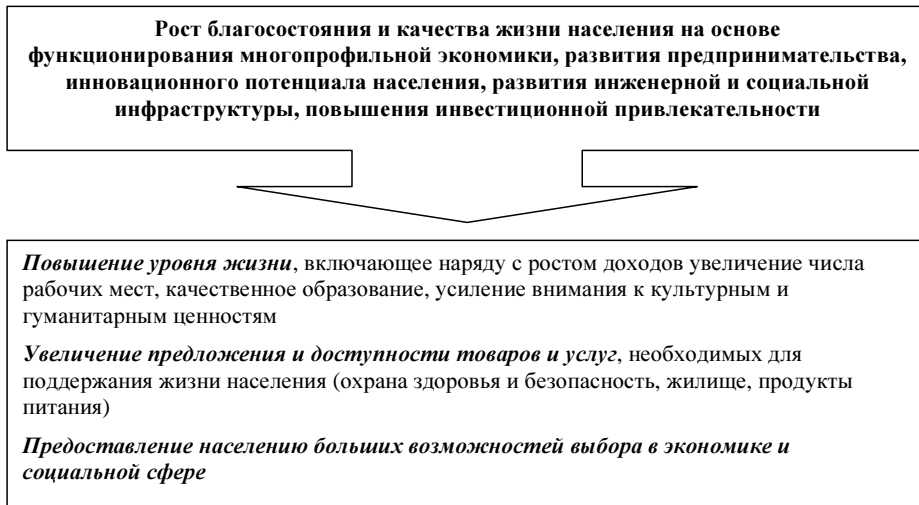 Рост благосостояния и качества жизни населения на основе
функционирования многопрофильной экономики, развития предпринимательства,
инновационного потенциала населения, развития инженерной и социальной
инфраструктуры, повышения инвестиционной привлекательности
Повышение уровня жизни, включающее наряду с ростом доходов увеличение числа
рабочих мест, качественное образование, усиление внимания к культурным и
гуманитарным ценностям
Увеличение предложения и доступности товаров и услуг, необходимых для
поддержания жизни населения (охрана здоровья и безопасность, жилище, продукты
питания)
Предоставление населению больших возможностей выбора в экономике и
социальной сфере